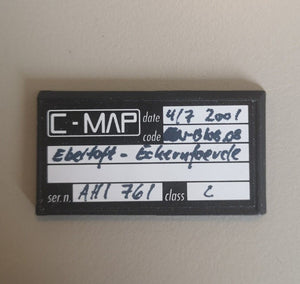 C-MAP date 4/7 2001
code
Ebeltoft - Eckernfoerde
ser.n. AH1 761 class C